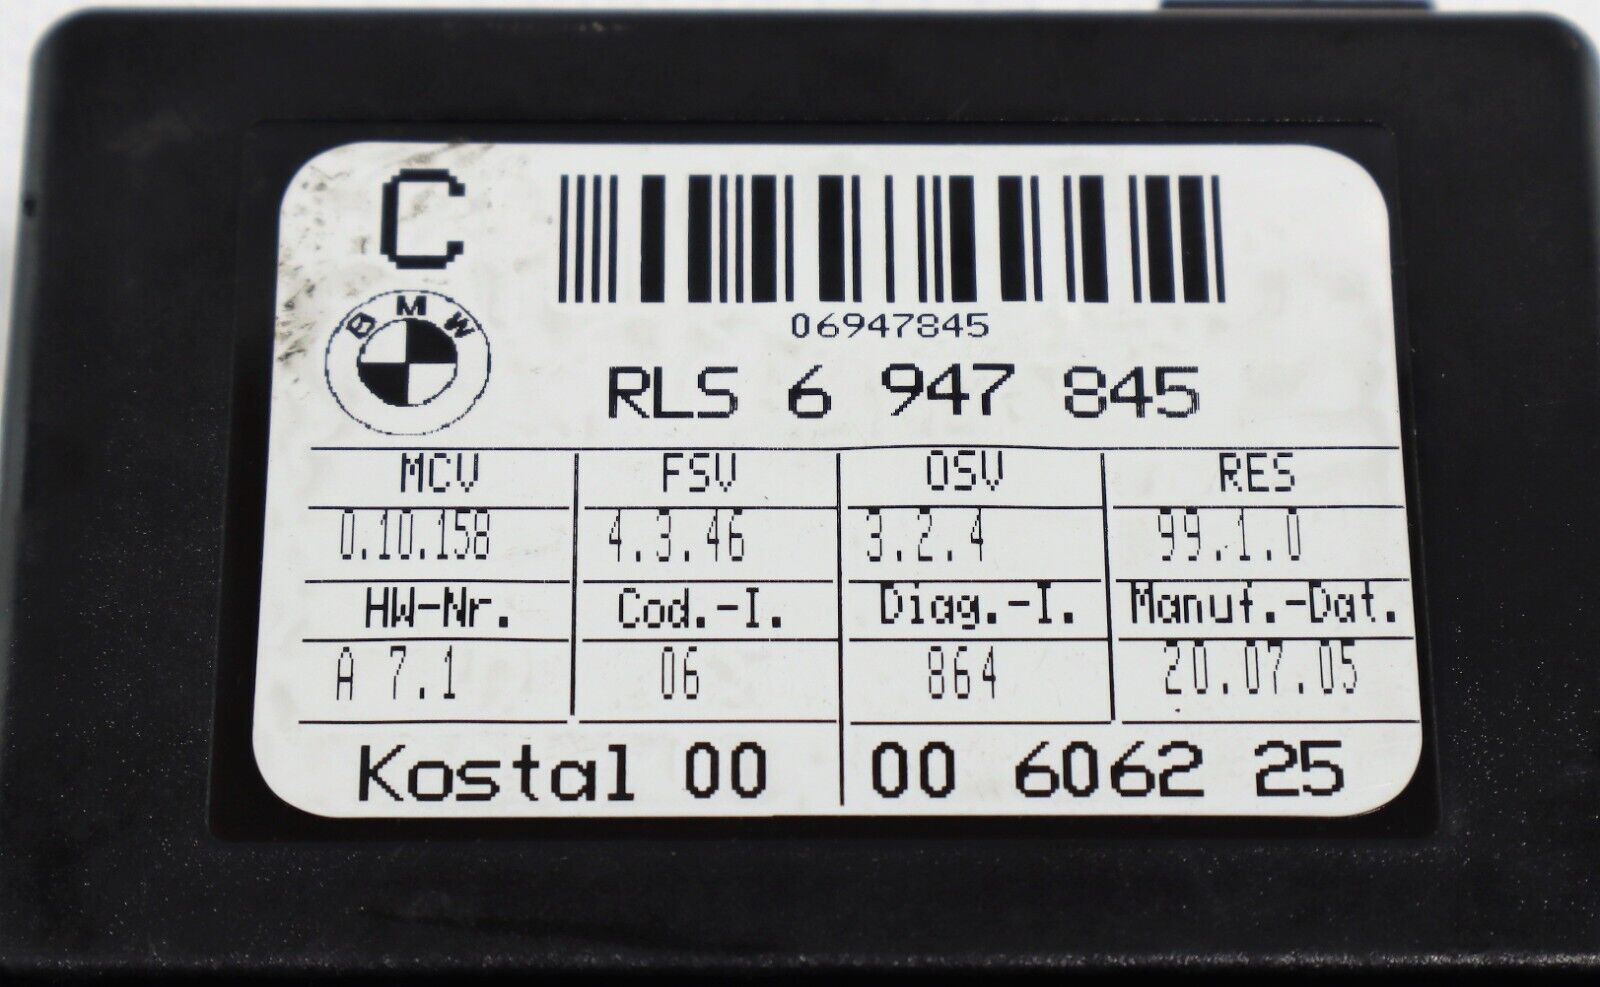 C
BMW
06947845
RLS 6 947 845
MCV FSV OSV RES
0.10.158 4.3.46 3.2.4 99.1.0
HW-Nr. Cod.-I. Diag.-I. Manuf.-Dat.
A 7.1 06 864 20.07.05
Kostal 00 00 6062 25